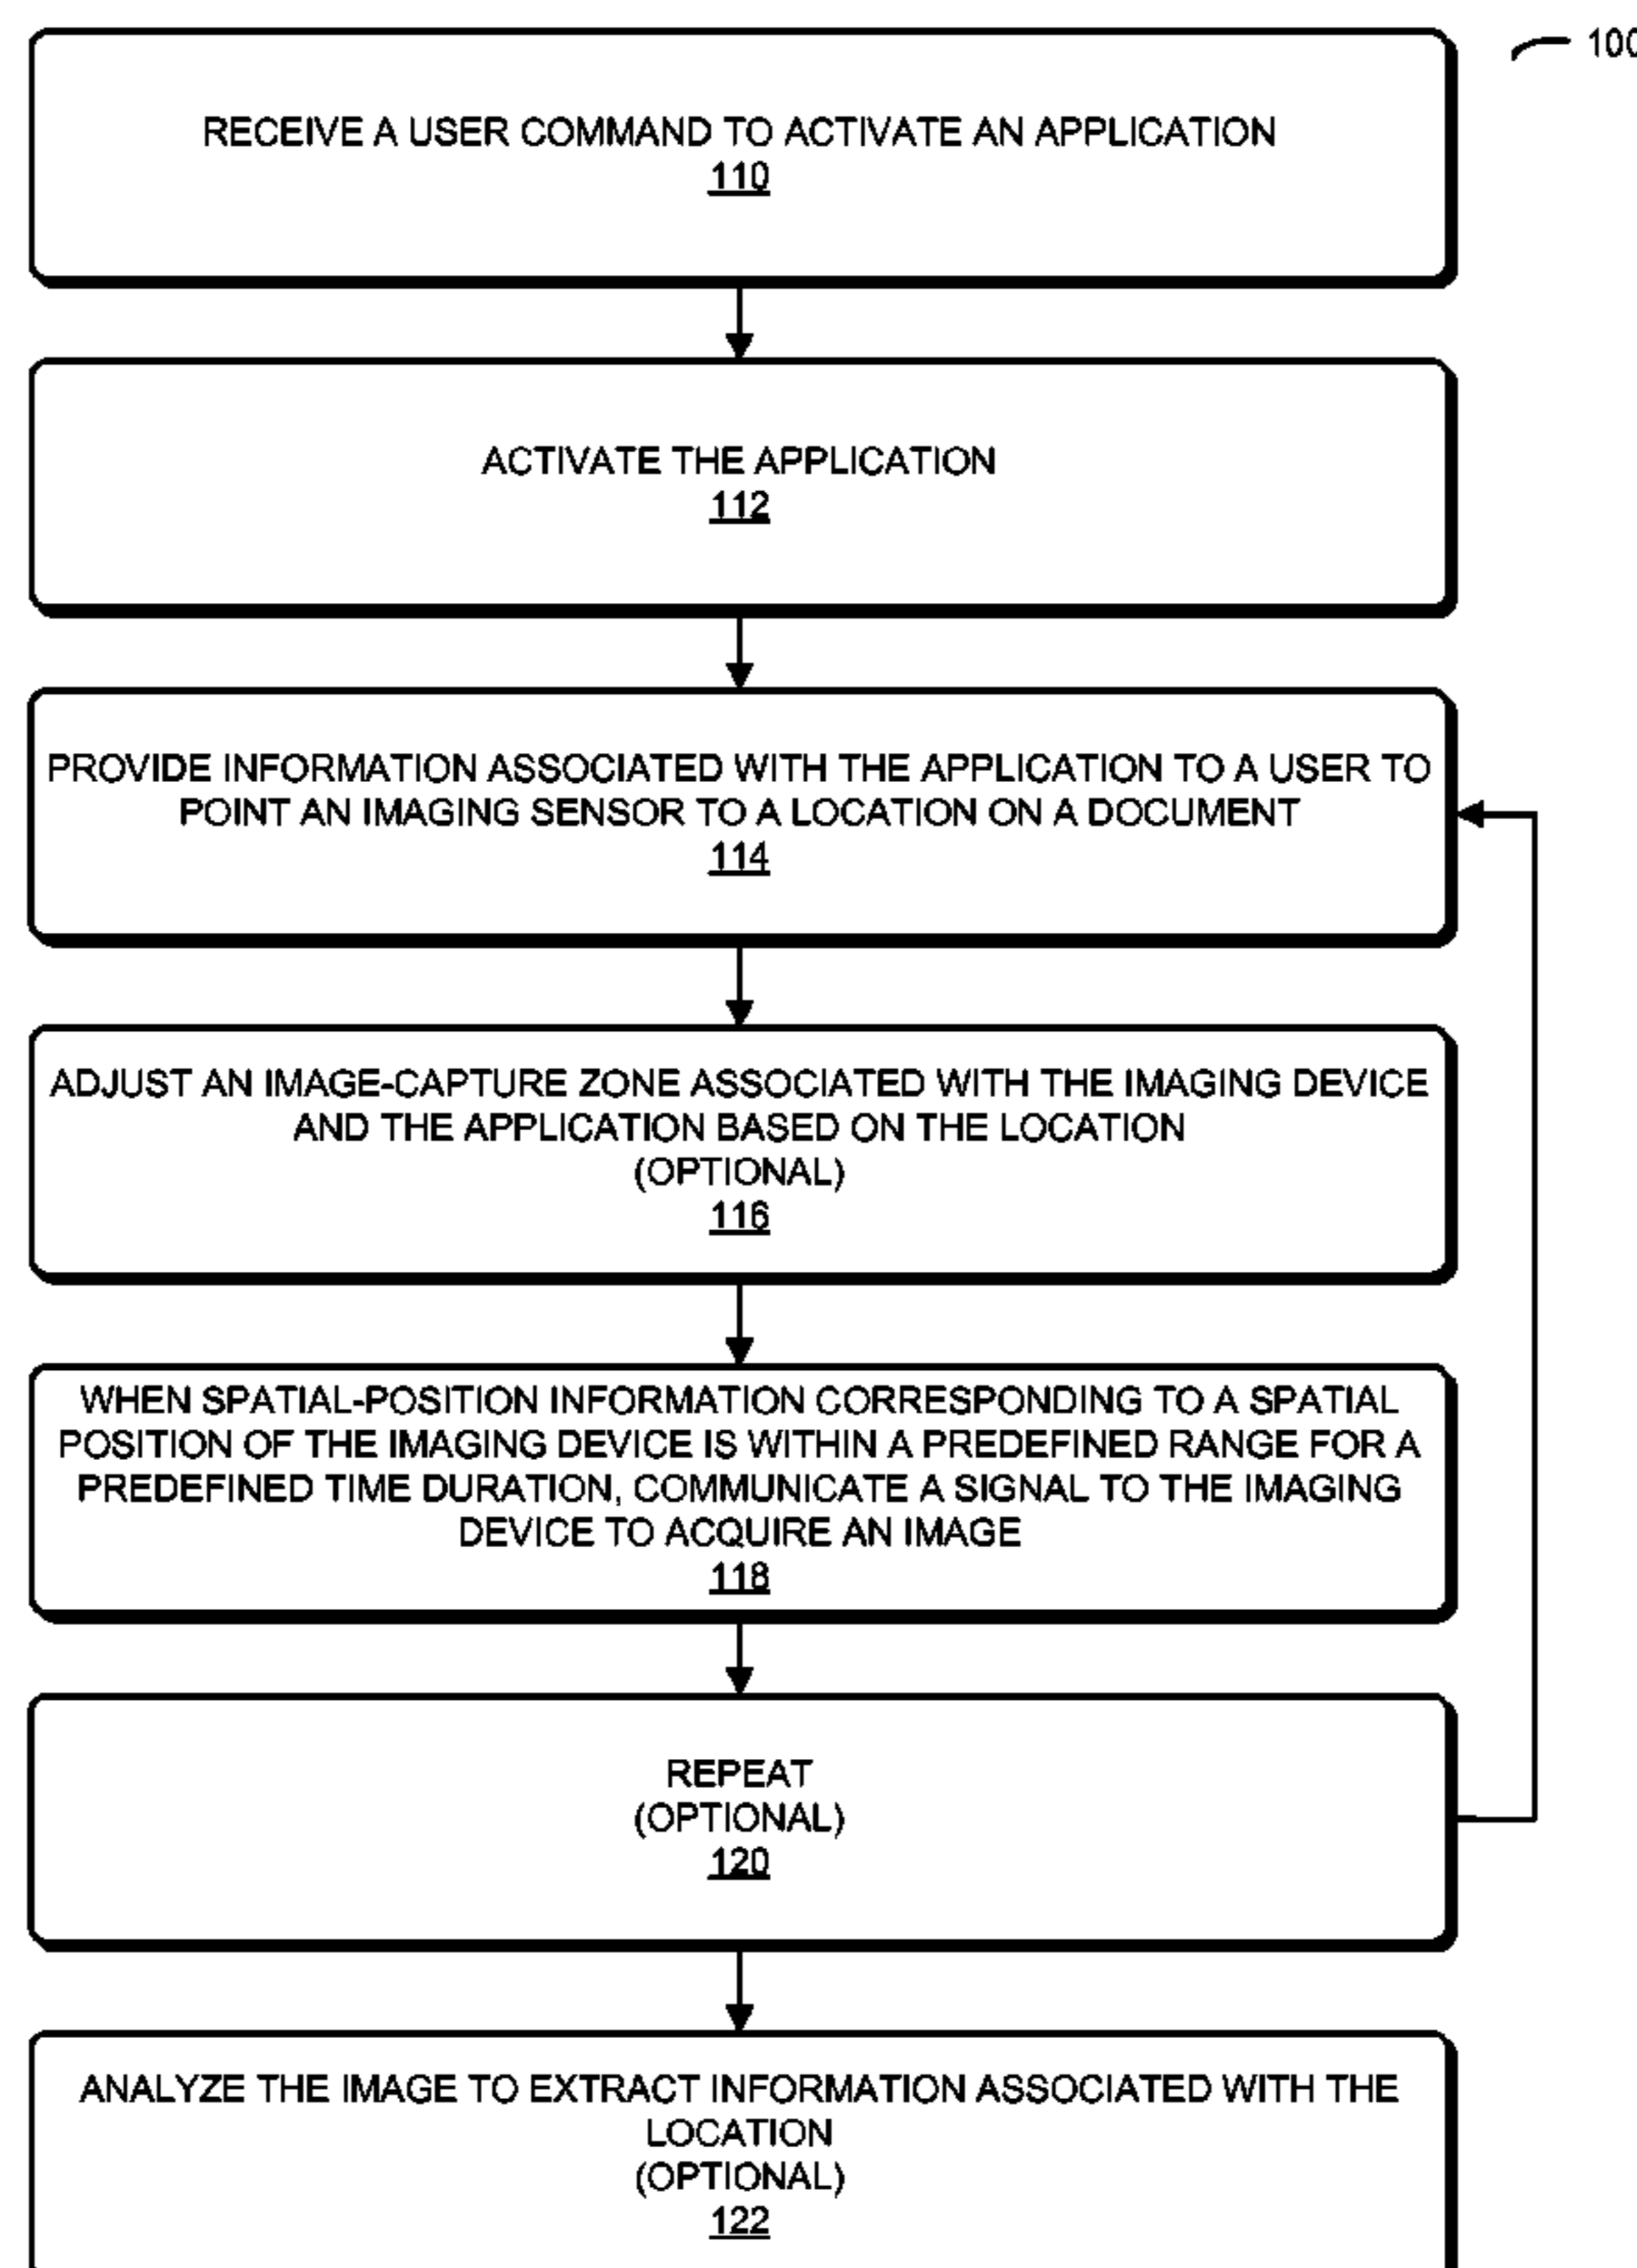 100
RECEIVE A USER COMMAND TO ACTIVATE AN APPLICATION
110
ACTIVATE THE APPLICATION
112
PROVIDE INFORMATION ASSOCIATED WITH THE APPLICATION TO A USER TO
POINT AN IMAGING SENSOR TO A LOCATION ON A DOCUMENT
114
ADJUST AN IMAGE-CAPTURE ZONE ASSOCIATED WITH THE IMAGING DEVICE
AND THE APPLICATION BASED ON THE LOCATION
(OPTIONAL)
116
WHEN SPATIAL-POSITION INFORMATION CORRESPONDING TO A SPATIAL
POSITION OF THE IMAGING DEVICE IS WITHIN A PREDEFINED RANGE FOR A
PREDEFINED TIME DURATION, COMMUNICATE A SIGNAL TO THE IMAGING
DEVICE TO ACQUIRE AN IMAGE
118
REPEAT
(OPTIONAL)
120
ANALYZE THE IMAGE TO EXTRACT INFORMATION ASSOCIATED WITH THE
LOCATION
(OPTIONAL)
122